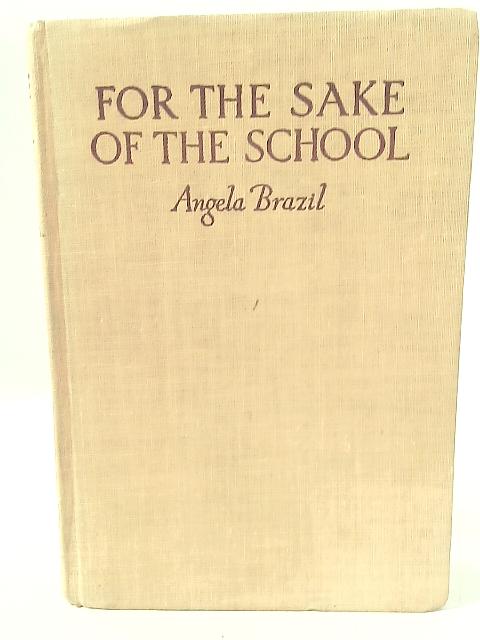 FOR THE SAKE
OF THE SCHOOL
Angela Brazil